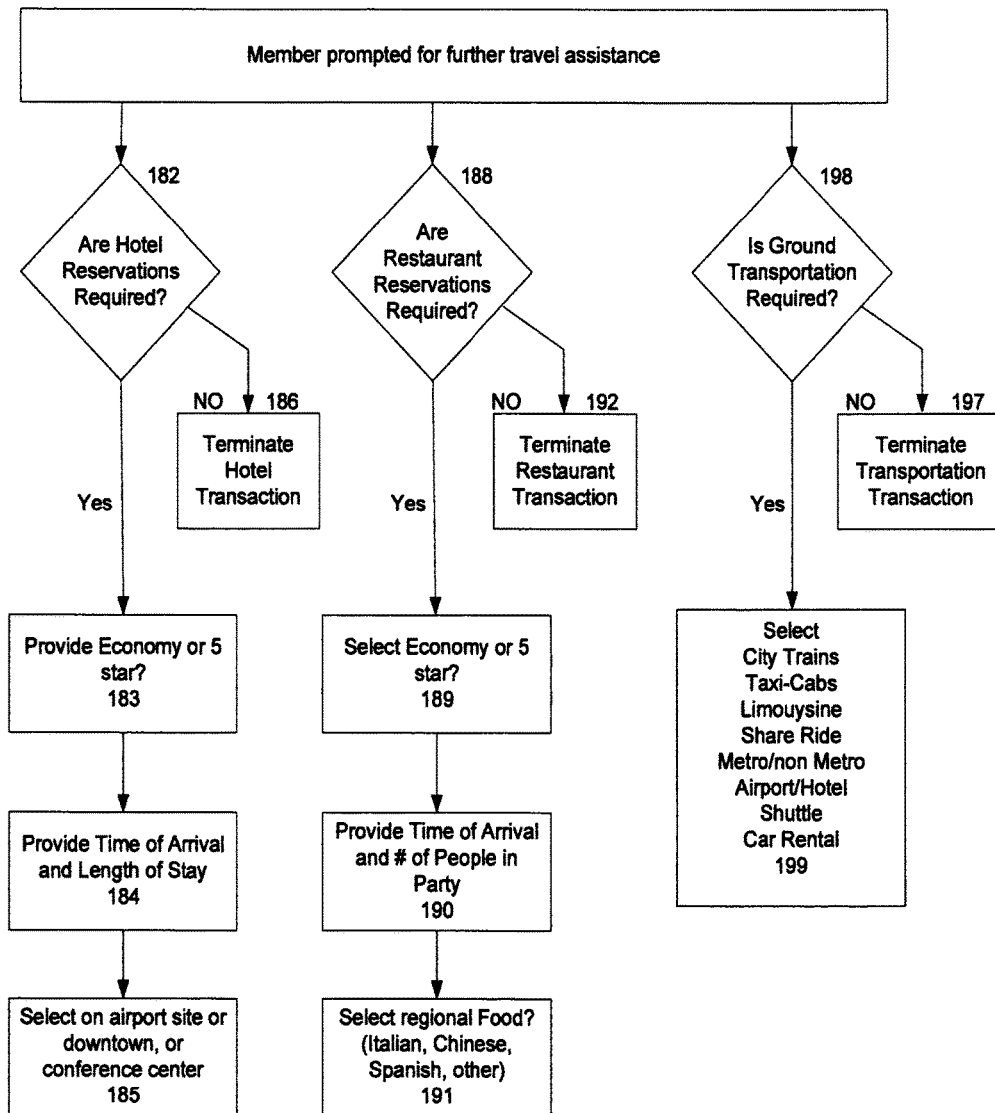 Member prompted for further travel assistance
182
Are Hotel
Reservations
Required?
NO
186
Terminate
Hotel
Transaction
Yes
Provide Economy or 5
star?
183
Provide Time of Arrival
and Length of Stay
184
Select on airport site or
downtown, or
conference center
185
188
Are
Restaurant
Reservations
Required?
NO
192
Terminate
Restaurant
Transaction
Yes
Select Economy or 5
star?
189
Provide Time of Arrival
and # of People in
Party
190
Select regional Food?
(Italian, Chinese,
Spanish, other)
191
198
Is Ground
Transportation
Required?
NO
197
Terminate
Transportation
Transaction
Yes
Select
City Trains
Taxi-Cabs
Limouysine
Share Ride
Metro/non Metro
Airport/Hotel
Shuttle
Car Rental
199